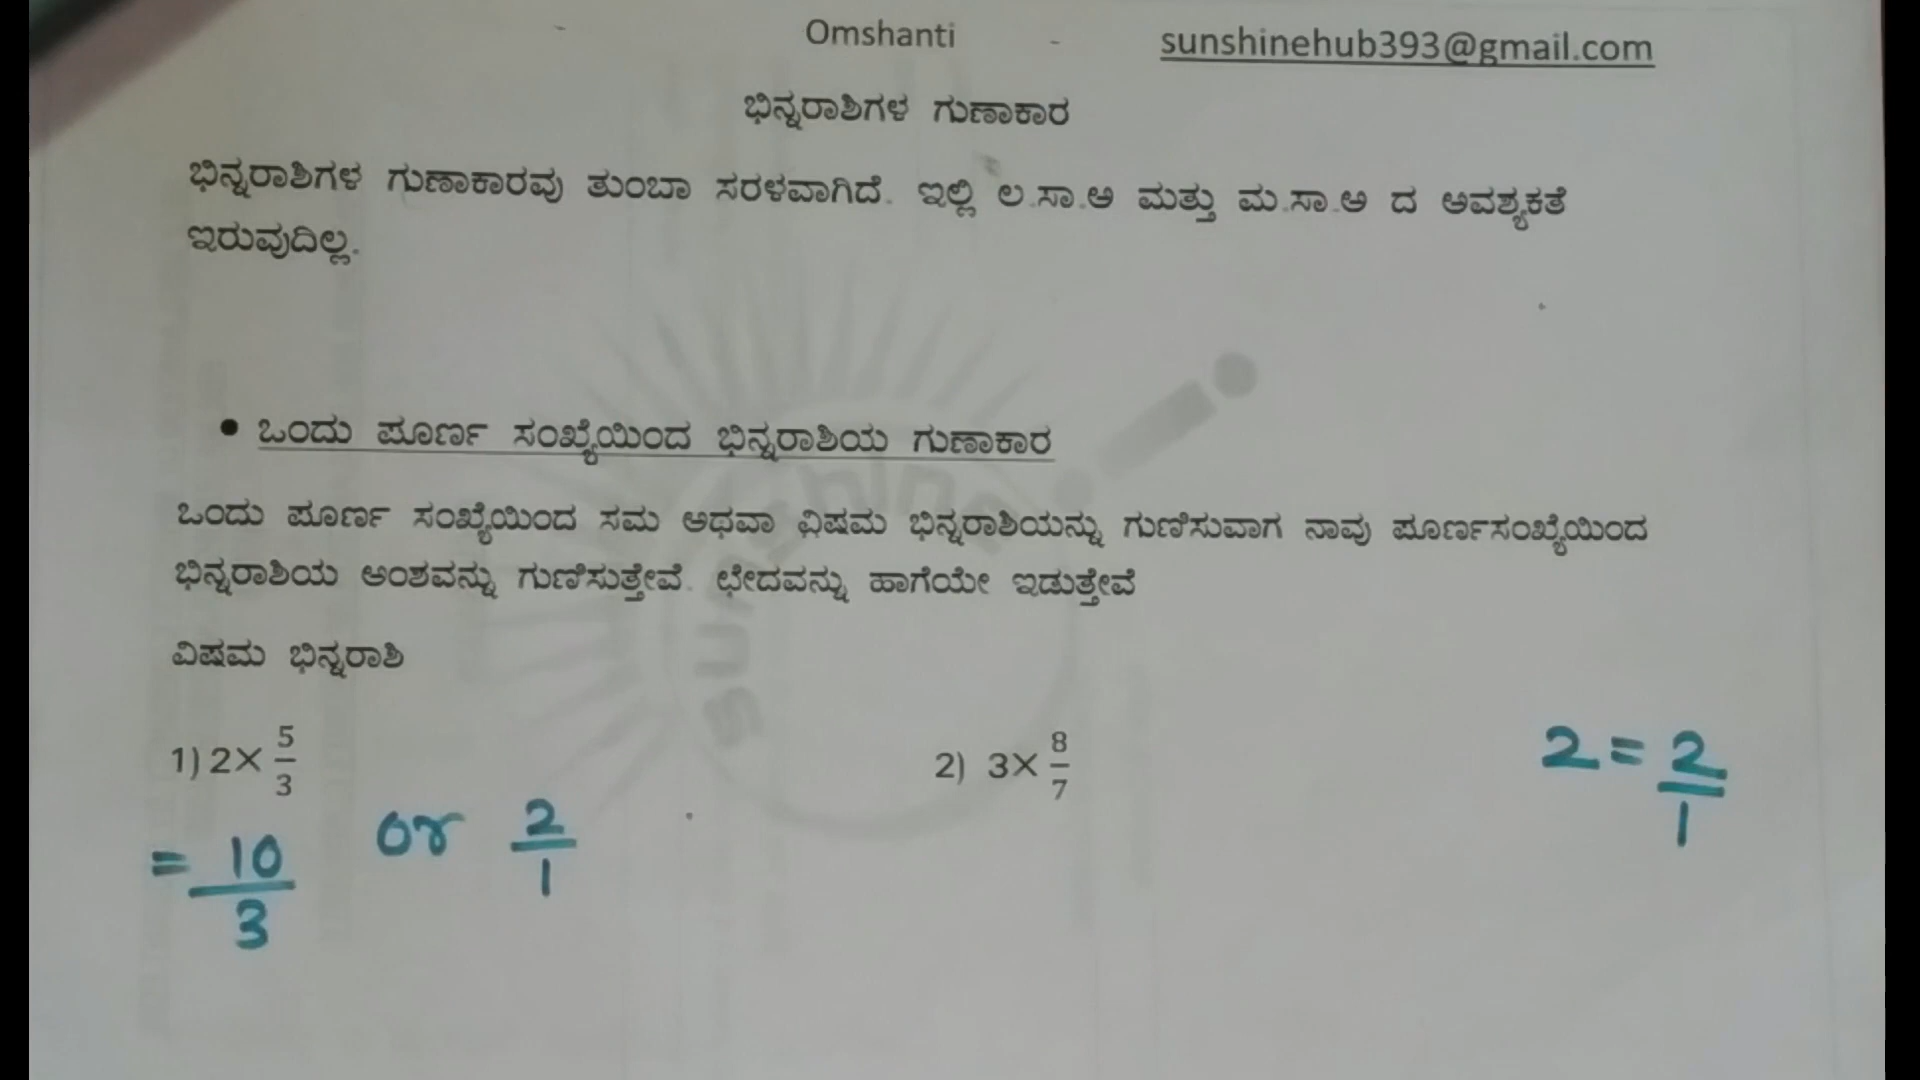 Omshanti - sunshinehub393@gmail.com
ಭಿನ್ನರಾಶಿಗಳ ಗುಣಾಕಾರ
ಭಿನ್ನರಾಶಿಗಳ ಗುಣಾಕಾರವು ತುಂಬಾ ಸರಳವಾಗಿದೆ. ಇಲ್ಲಿ ಲ.ಸಾ.ಅ ಮತ್ತು ಮ.ಸಾ.ಅ ದ ಅವಶ್ಯಕತೆ
ಇರುವುದಿಲ್ಲ.
• ಒಂದು ಪೂರ್ಣ ಸಂಖ್ಯೆಯಿಂದ ಭಿನ್ನರಾಶಿಯ ಗುಣಾಕಾರ
ಒಂದು ಪೂರ್ಣ ಸಂಖ್ಯೆಯಿಂದ ಸಮ ಅಥವಾ ವಿಷಮ ಭಿನ್ನರಾಶಿಯನ್ನು ಗುಣಿಸುವಾಗ ನಾವು ಪೂರ್ಣಸಂಖ್ಯೆಯಿಂದ
ಭಿನ್ನರಾಶಿಯ ಅಂಶವನ್ನು ಗುಣಿಸುತ್ತೇವೆ. ಛೇದವನ್ನು ಹಾಗೆಯೇ ಇಡುತ್ತೇವೆ
ವಿಷಮ ಭಿನ್ನರಾಶಿ
1) 2× 5/3
2) 3× 8/7
2 = 2/1
= 10/3 or 2/1
sunshine